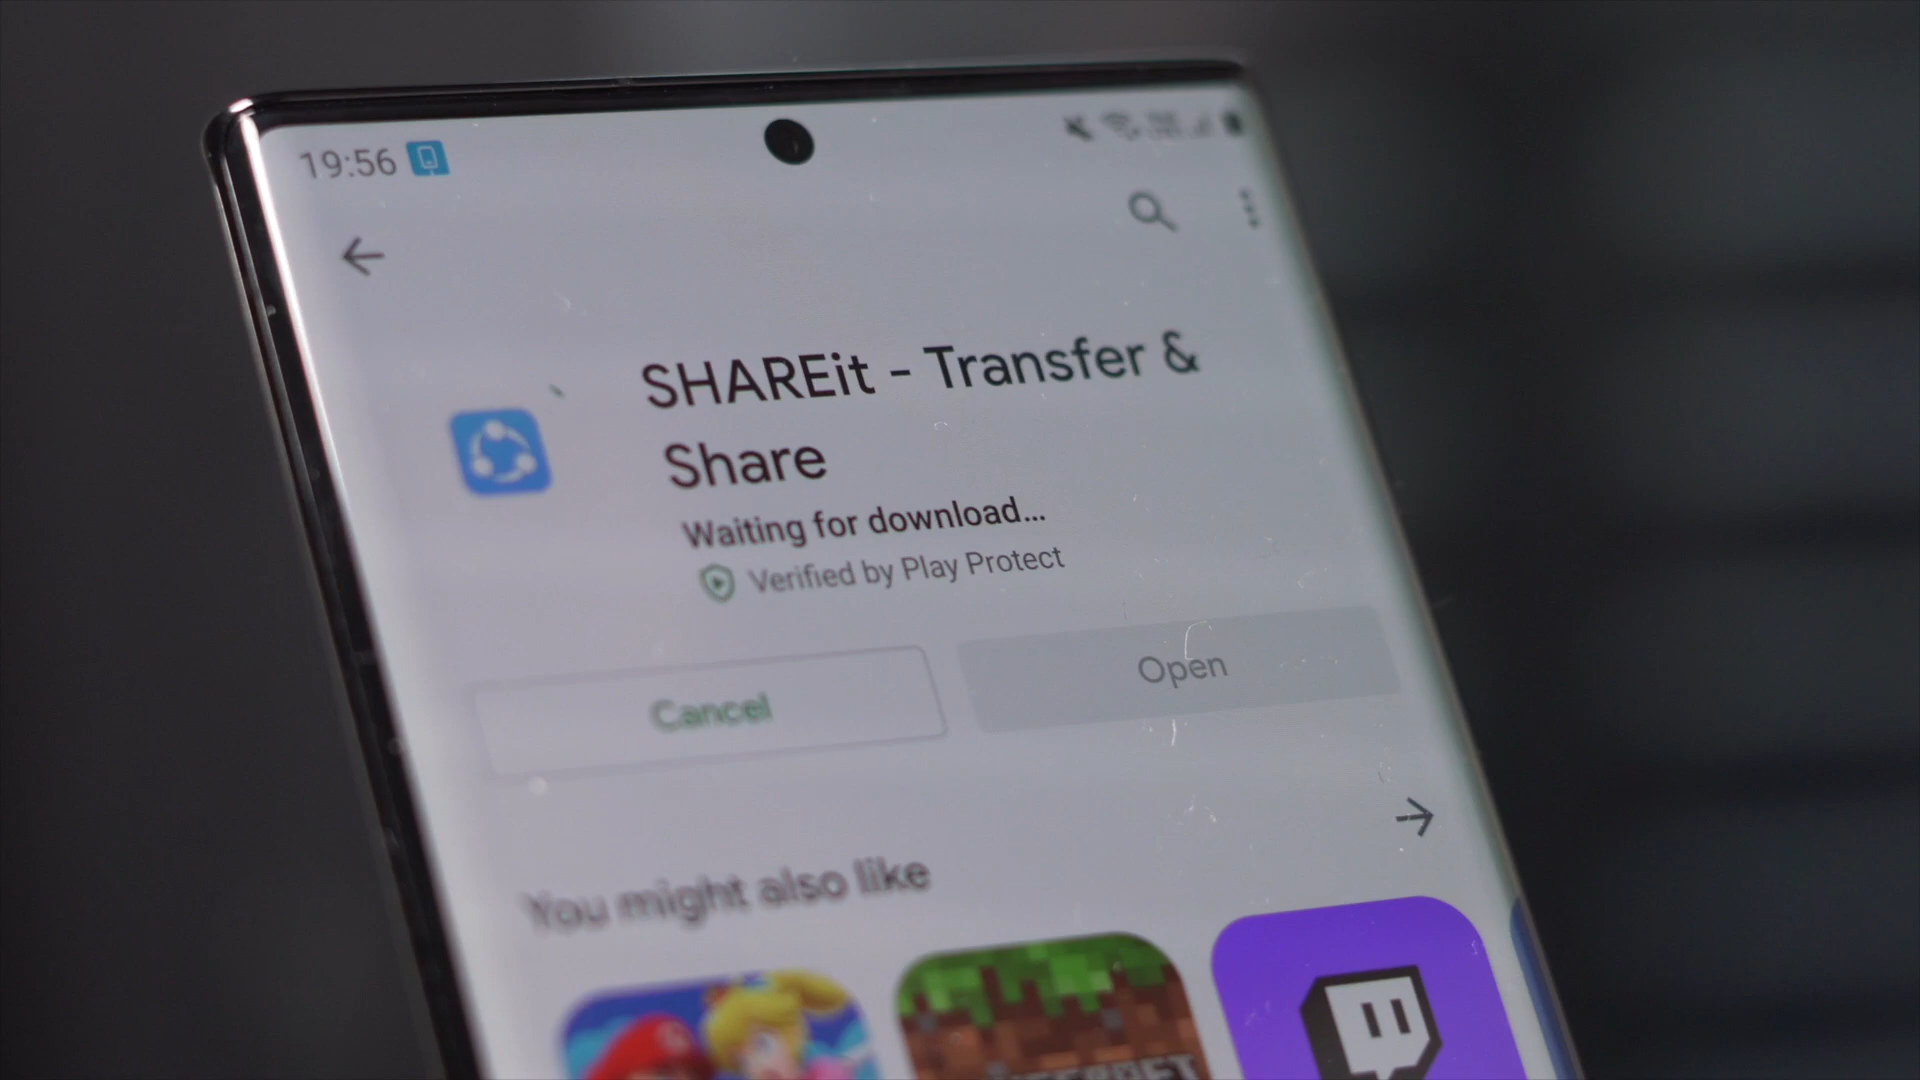 19:56
SHAREit - Transfer &
Share
Waiting for download...
Verified by Play Protect
Cancel
Open
You might also like